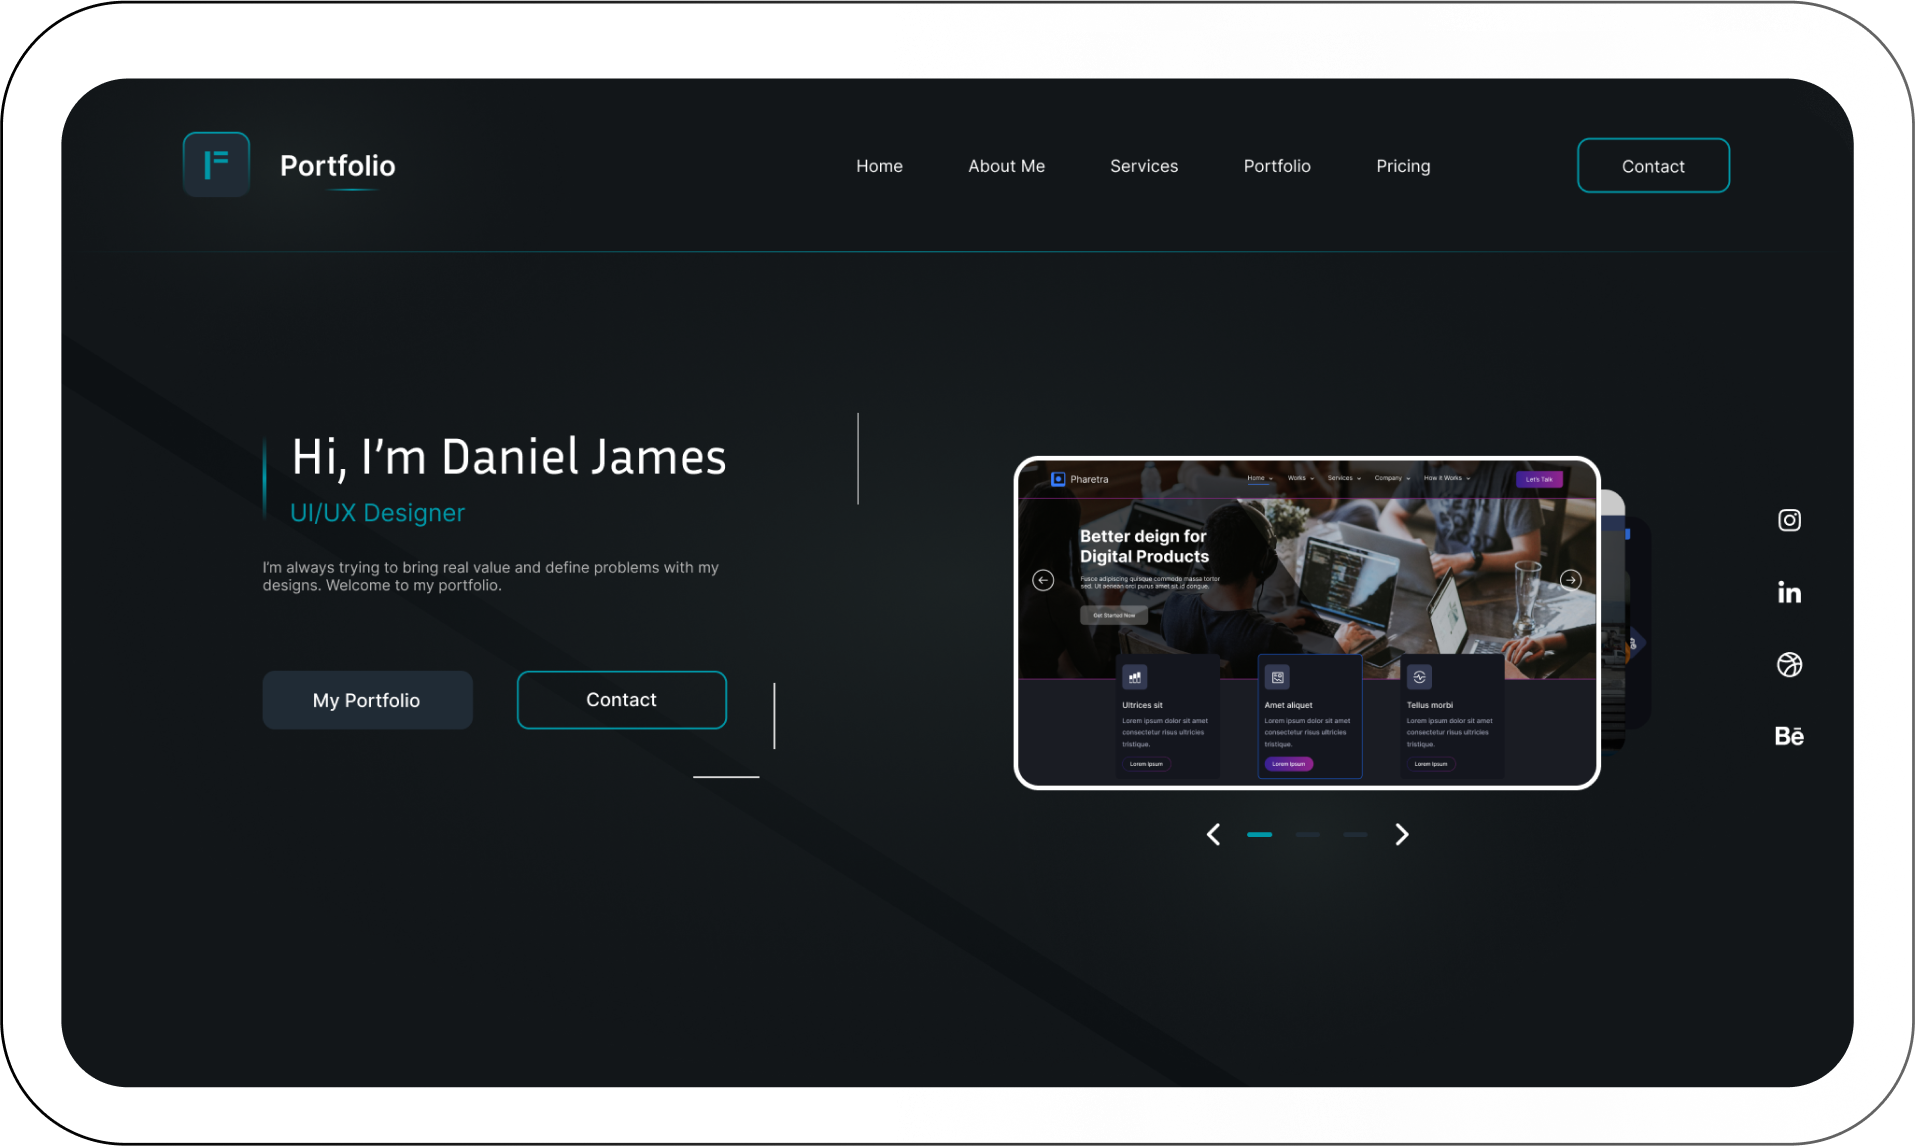 Portfolio
Home
About Me
Services
Portfolio
Pricing
Contact
Hi, I’m Daniel James
UI/UX Designer
I’m always trying to bring real value and define problems with my
designs. Welcome to my portfolio.
My Portfolio
Contact
Pharetra
Home
Works
Services
Company
How it Works
Let's Talk
Better deign for
Digital Products
Fusce adipiscing quisque commodo massa tortor
sed. Ut aenean orci purus amet sit id congue.
Get Started Now
Ultrices sit
Lorem ipsum dolor sit amet
consectetur risus ultricies
tristique.
Lorem Ipsum
Amet aliquet
Lorem ipsum dolor sit amet
consectetur risus ultricies
tristique.
Lorem Ipsum
Tellus morbi
Lorem ipsum dolor sit amet
consectetur risus ultricies
tristique.
Lorem Ipsum
in
Bē